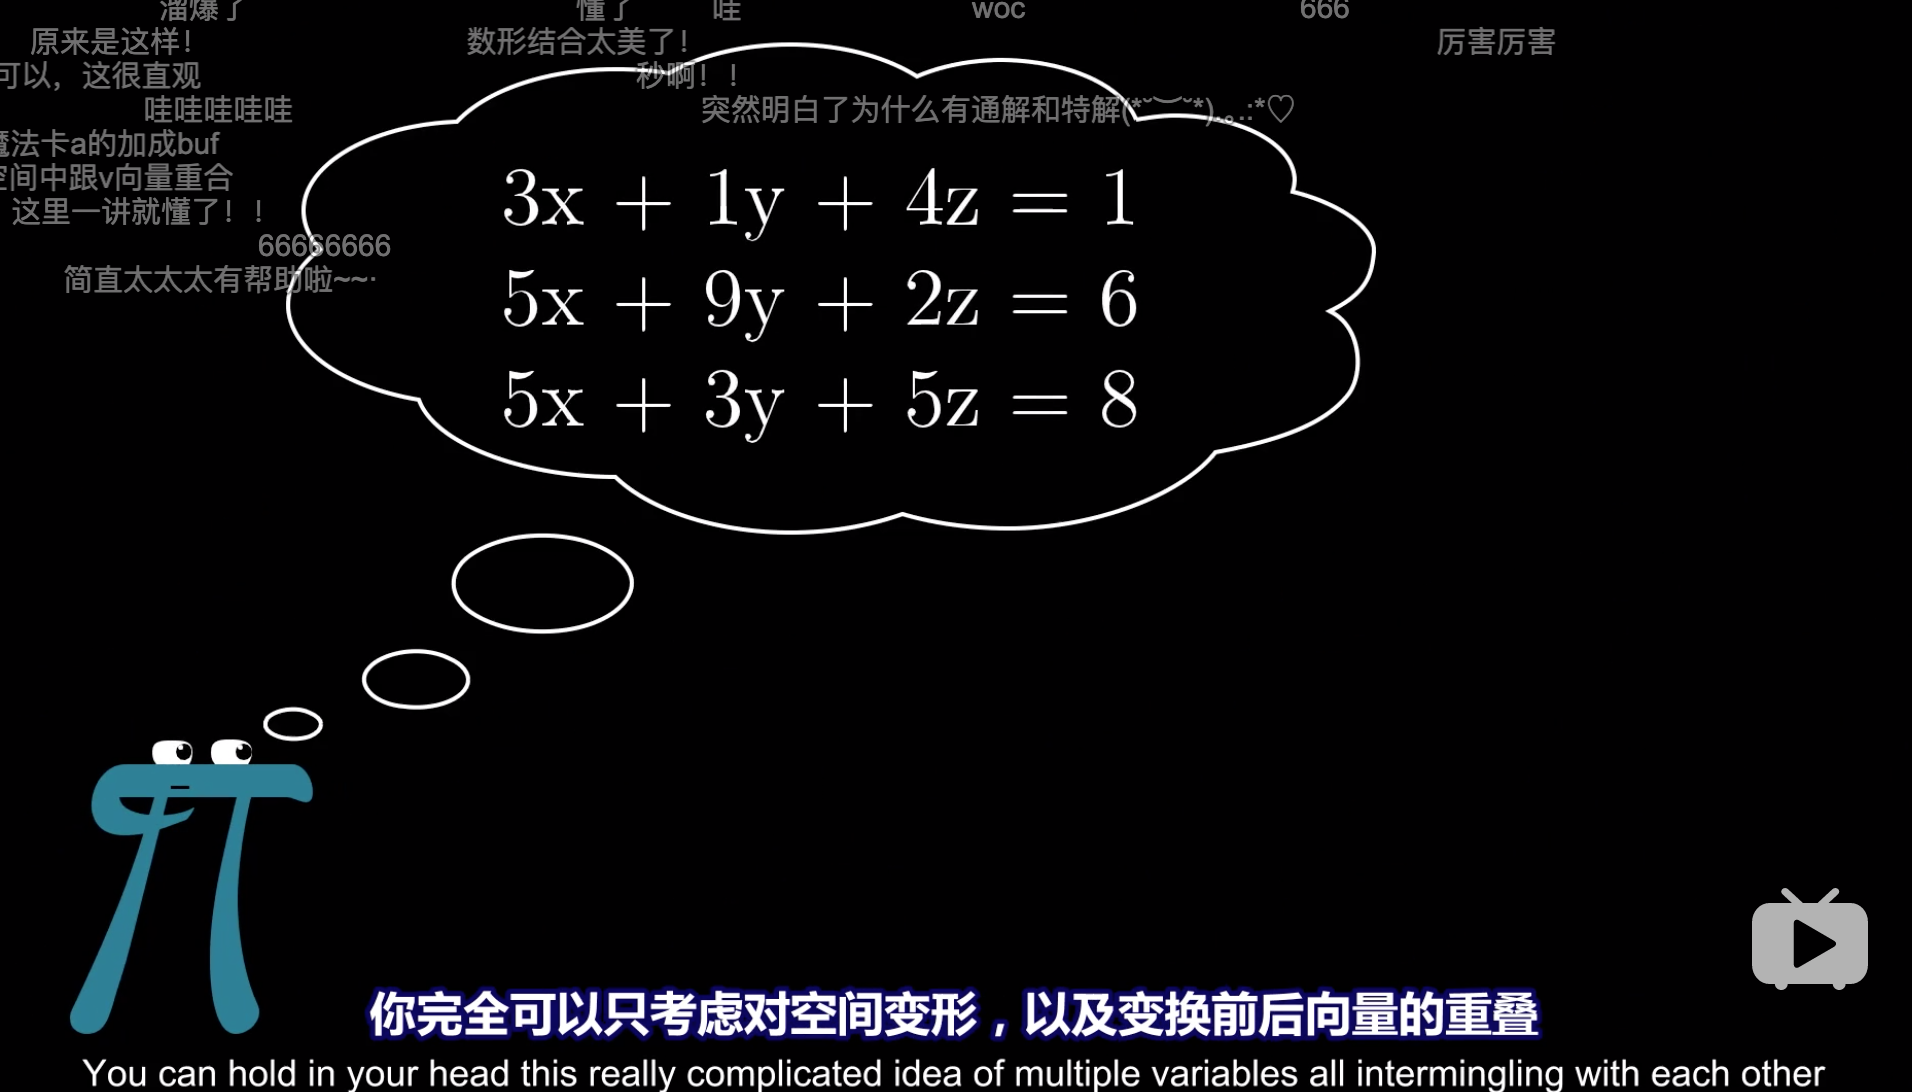 溜爆了 懂了 哇 woc 666
原来是这样! 数形结合太美了! 厉害厉害
可以，这很直观 秒啊！！
哇哇哇哇哇 突然明白了为什么有通解和特解(*˘︶˘*).｡.:*♡
魔法卡a的加成buf
空间中跟v向量重合
这里一讲就懂了！！
66666666
简直太太太有帮助啦~~·
3x + 1y + 4z = 1
5x + 9y + 2z = 6
5x + 3y + 5z = 8
你完全可以只考虑对空间变形，以及变换前后向量的重叠
You can hold in your head this really complicated idea of multiple variables all intermingling with each other